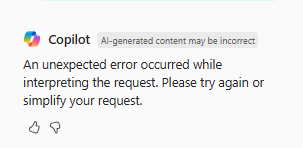 Copilot AI-generated content may be incorrect
An unexpected error occurred while
interpreting the request. Please try again or
simplify your request.